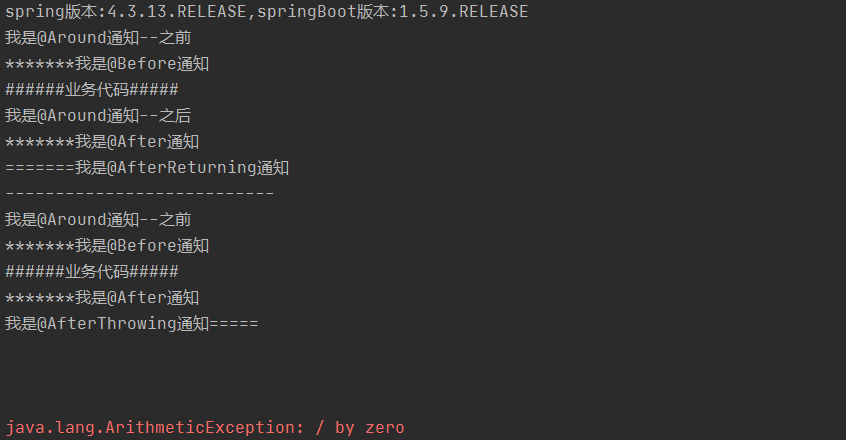 spring版本:4.3.13.RELEASE,springBoot版本:1.5.9.RELEASE
我是@Around通知--之前
*******我是@Before通知
######业务代码#####
我是@Around通知--之后
*******我是@After通知
=======我是@AfterReturning通知
---------------------------
我是@Around通知--之前
*******我是@Before通知
######业务代码#####
*******我是@After通知
我是@AfterThrowing通知=====
java.lang.ArithmeticException: / by zero